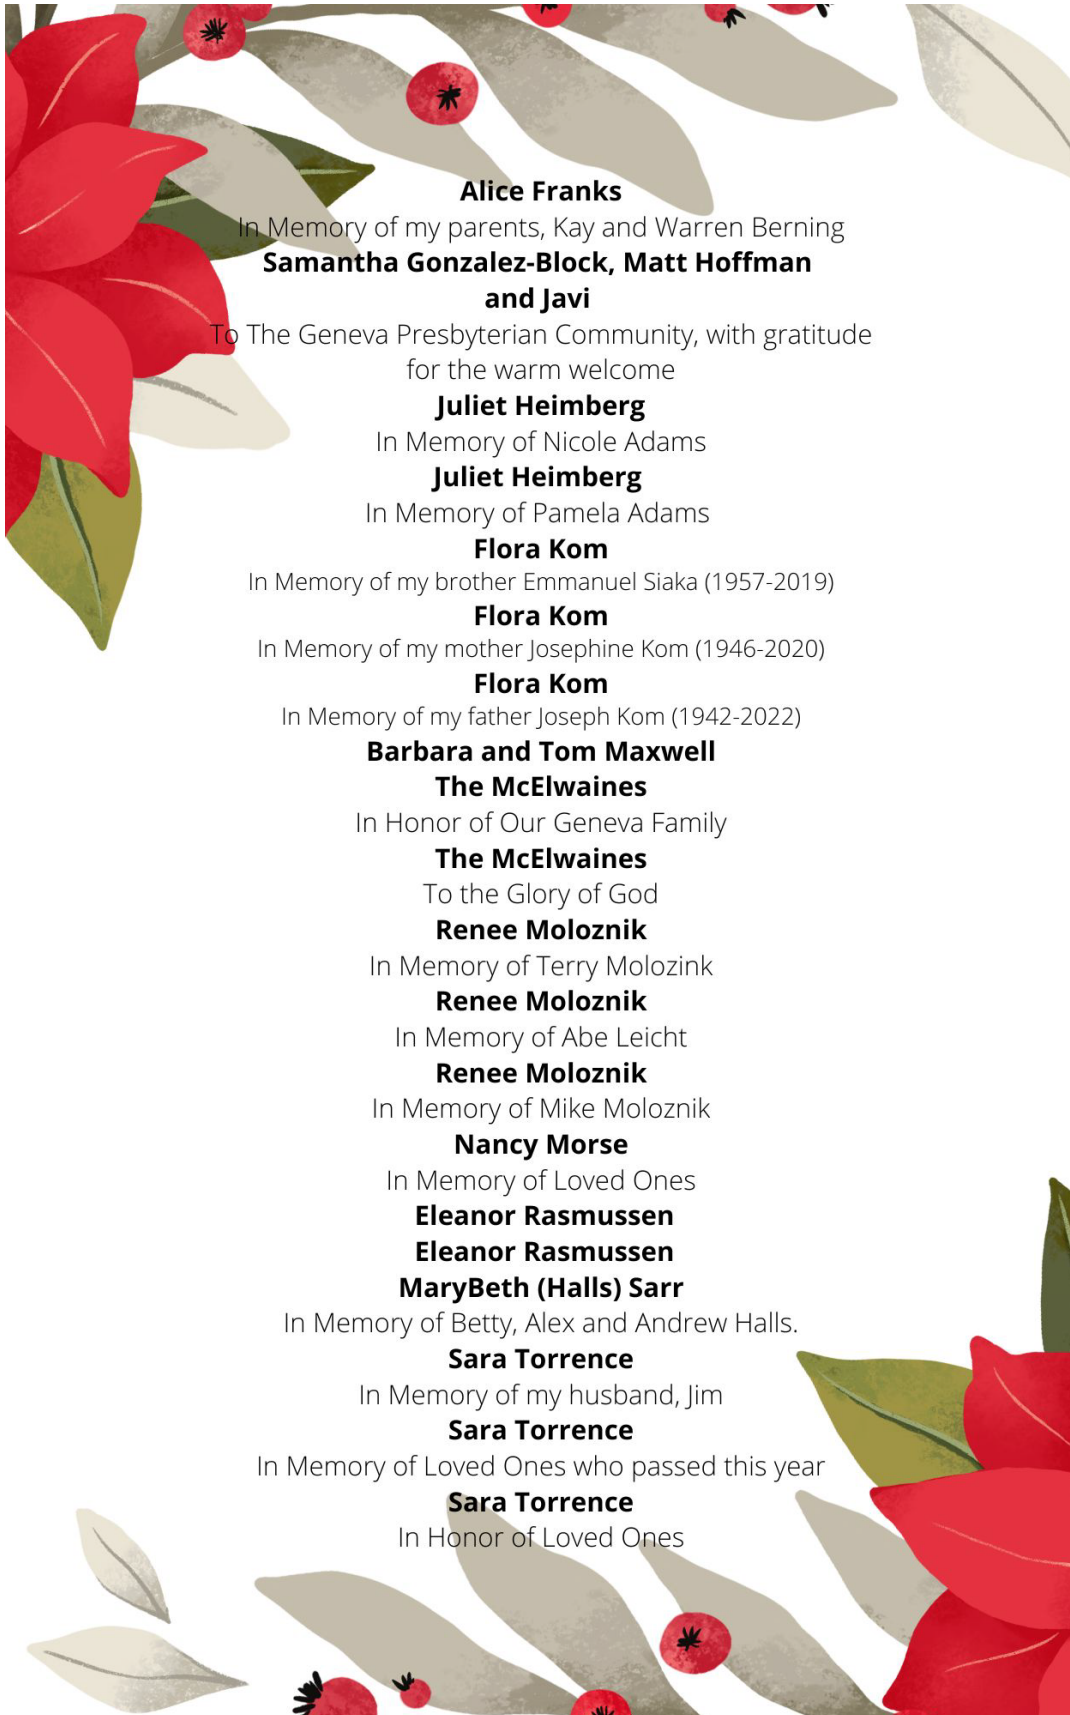 Alice Franks
In Memory of my parents, Kay and Warren Berning
Samantha Gonzalez-Block, Matt Hoffman
and Javi
To The Geneva Presbyterian Community, with gratitude
for the warm welcome
Juliet Heimberg
In Memory of Nicole Adams
Juliet Heimberg
In Memory of Pamela Adams
Flora Kom
In Memory of my brother Emmanuel Siaka (1957-2019)
Flora Kom
In Memory of my mother Josephine Kom (1946-2020)
Flora Kom
In Memory of my father Joseph Kom (1942-2022)
Barbara and Tom Maxwell
The McElwaines
In Honor of Our Geneva Family
The McElwaines
To the Glory of God
Renee Moloznik
In Memory of Terry Molozink
Renee Moloznik
In Memory of Abe Leicht
Renee Moloznik
In Memory of Mike Moloznik
Nancy Morse
In Memory of Loved Ones
Eleanor Rasmussen
Eleanor Rasmussen
MaryBeth (Halls) Sarr
In Memory of Betty, Alex and Andrew Halls.
Sara Torrence
In Memory of my husband, Jim
Sara Torrence
In Memory of Loved Ones who passed this year
Sara Torrence
In Honor of Loved Ones